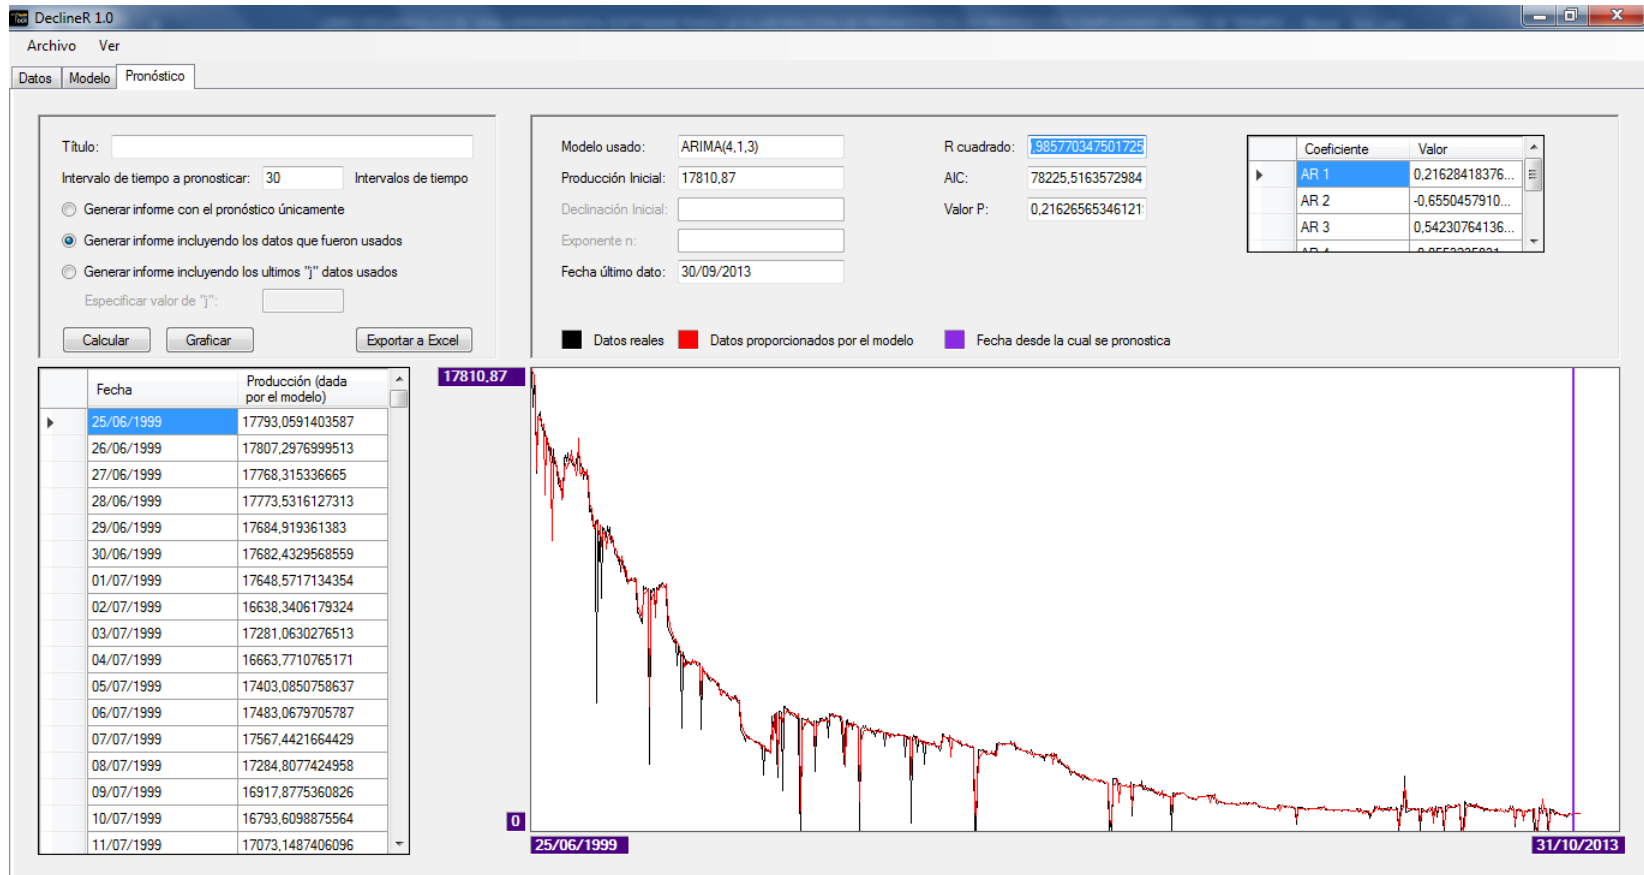 DeclineR 1.0
Archivo Ver
Datos Modelo Pronóstico
Título:
Intervalo de tiempo a pronosticar: 30 Intervalos de tiempo
Generar informe con el pronóstico únicamente
Generar informe incluyendo los datos que fueron usados
Generar informe incluyendo los ultimos "j" datos usados
Especificar valor de "j":
Calcular Graficar Exportar a Excel
Modelo usado: ARIMA(4,1,3)
Producción Inicial: 17810,87
Declinación Inicial:
Exponente n:
Fecha último dato: 30/09/2013
R cuadrado: ,985770347501725
AIC: 78225,5163572984
Valor P: 0,21626565346121
Coeficiente Valor
AR 1 0,21628418376...
AR 2 -0,6550457910...
AR 3 0,54230764136...
Datos reales Datos proporcionados por el modelo Fecha desde la cual se pronostica
Fecha Producción (dada
por el modelo)
25/06/1999 17793,0591403587
26/06/1999 17807,2976999513
27/06/1999 17768,315336665
28/06/1999 17773,5316127313
29/06/1999 17684,919361383
30/06/1999 17682,4329568559
01/07/1999 17648,5717134354
02/07/1999 16638,3406179324
03/07/1999 17281,0630276513
04/07/1999 16663,7710765171
05/07/1999 17403,0850758637
06/07/1999 17483,0679705787
07/07/1999 17567,4421664429
08/07/1999 17284,8077424958
09/07/1999 16917,8775360826
10/07/1999 16793,6098875564
11/07/1999 17073,1487406096
17810,87
0
25/06/1999 31/10/2013